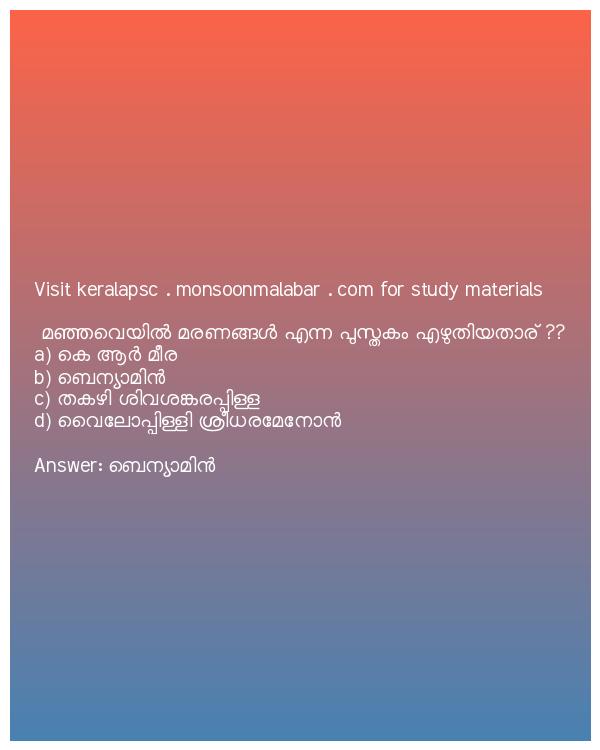 Visit keralapsc . monsoonmalabar . com for study materials
മഞ്ഞവെയിൽ മരണങ്ങൾ എന്ന പുസ്തകം എഴുതിയതാര് ??
a) കെ ആർ മീര
b) ബെന്യാമിൻ
c) തകഴി ശിവശങ്കരപ്പിള്ള
d) വൈലോപ്പിള്ളി ശ്രീധരമേനോൻ
Answer: ബെന്യാമിൻ